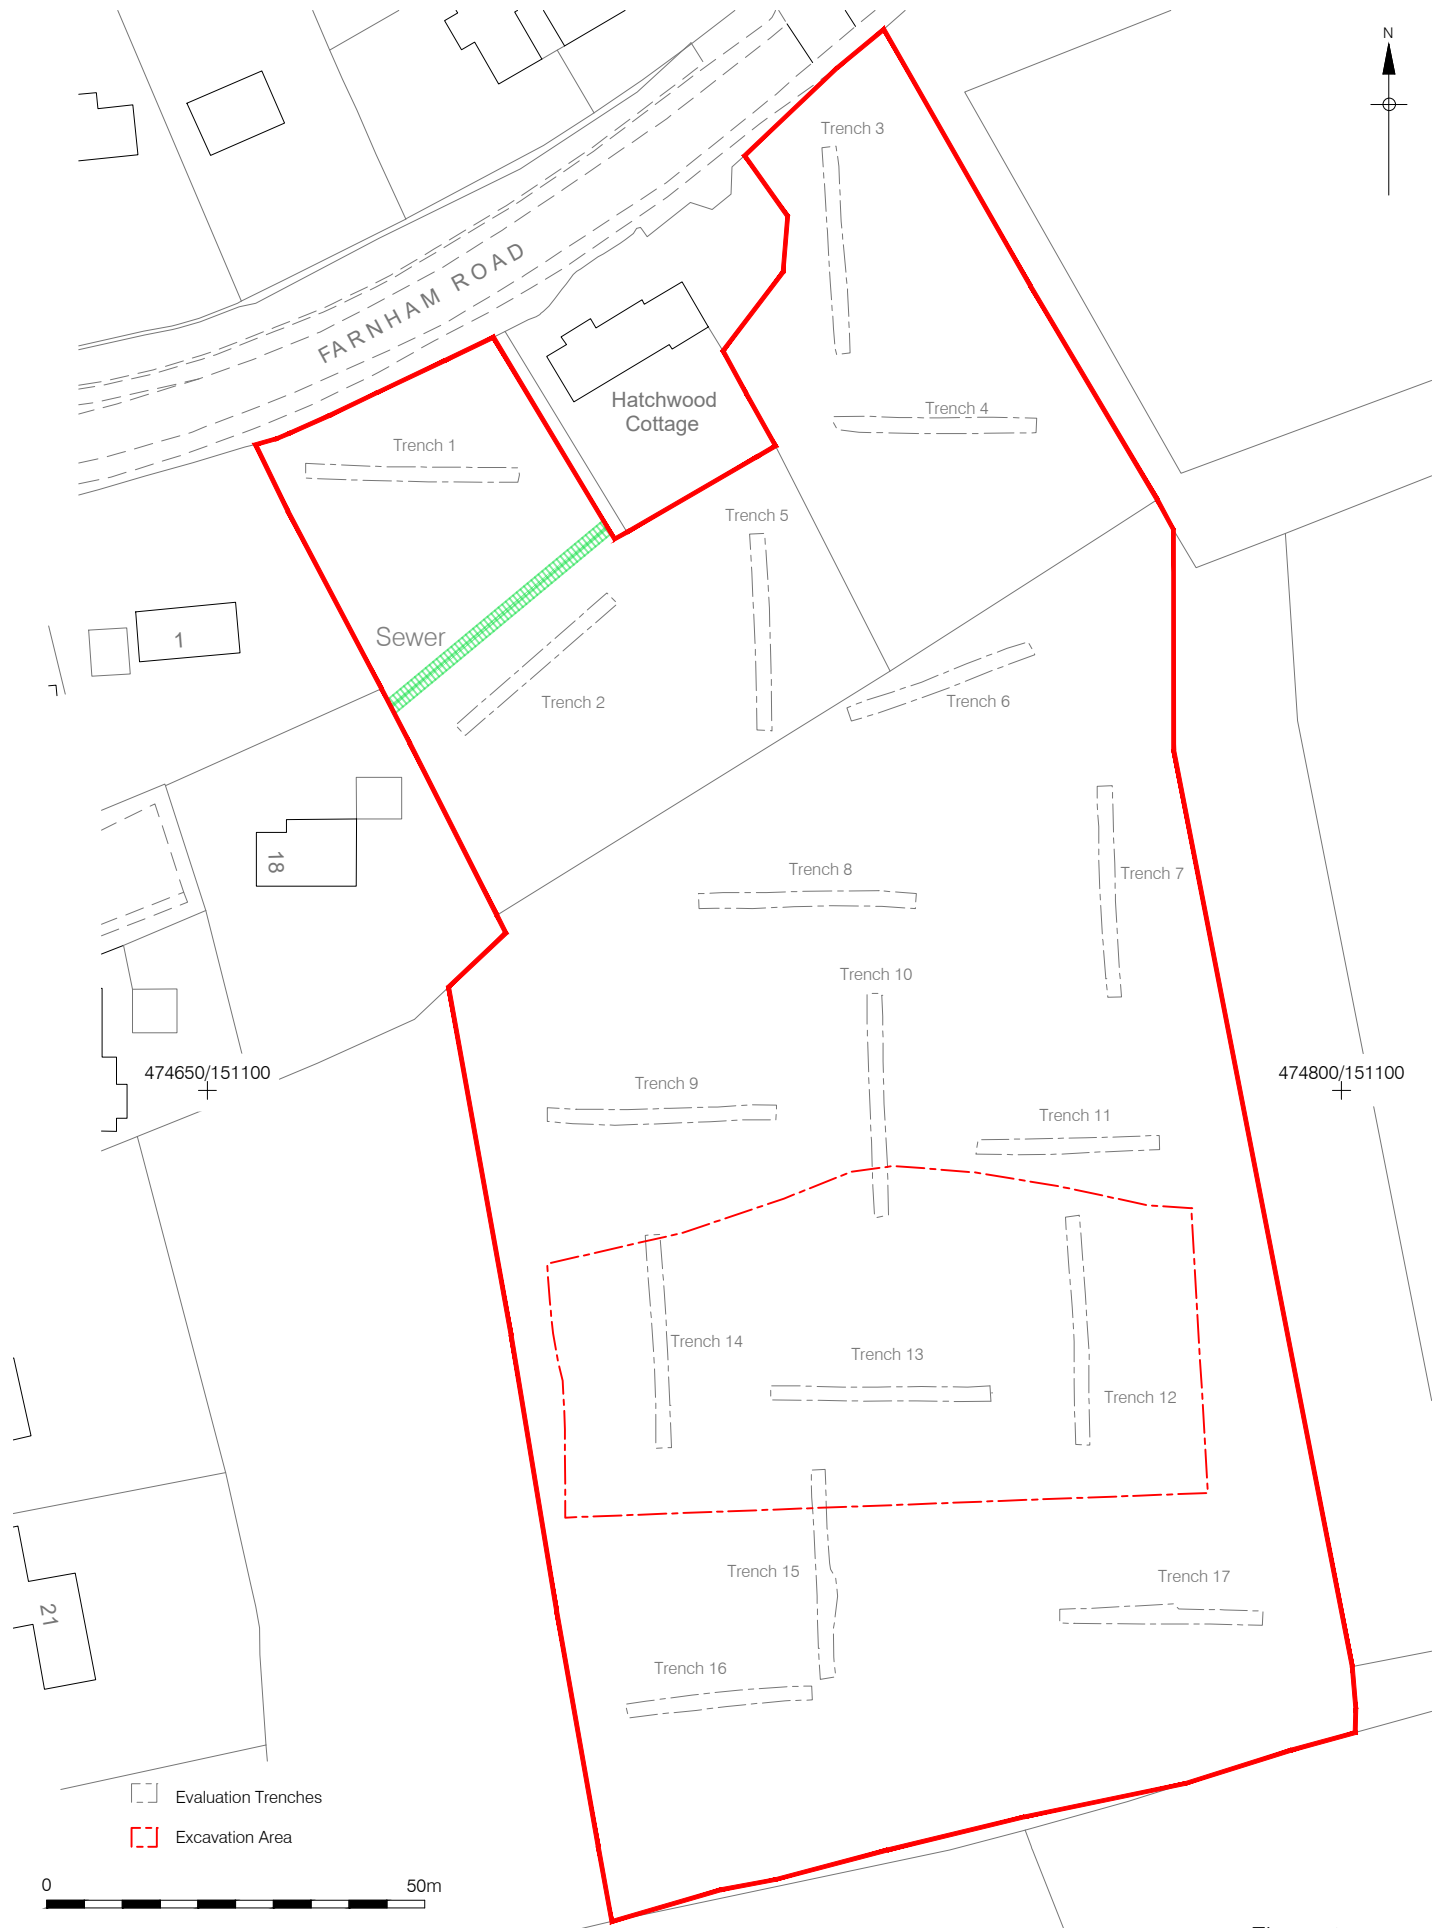 N
Trench 3
FARNHAM ROAD
Hatchwood
Cottage
Trench 4
Trench 1
Trench 5
Sewer
1
Trench 2
Trench 6
18
Trench 8
Trench 7
Trench 10
474650/151100
474800/151100
Trench 9
Trench 11
Trench 14
Trench 13
Trench 12
Trench 15
Trench 17
21
Trench 16
Evaluation Trenches
Excavation Area
0 50m